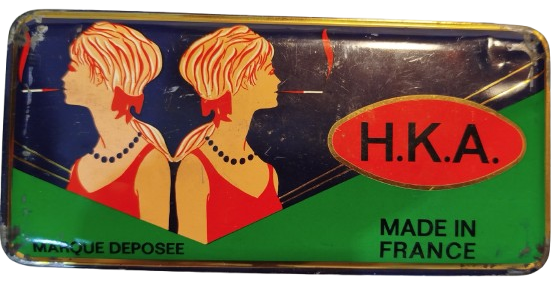 H.K.A.
MARQUE DEPOSEE
MADE IN
FRANCE